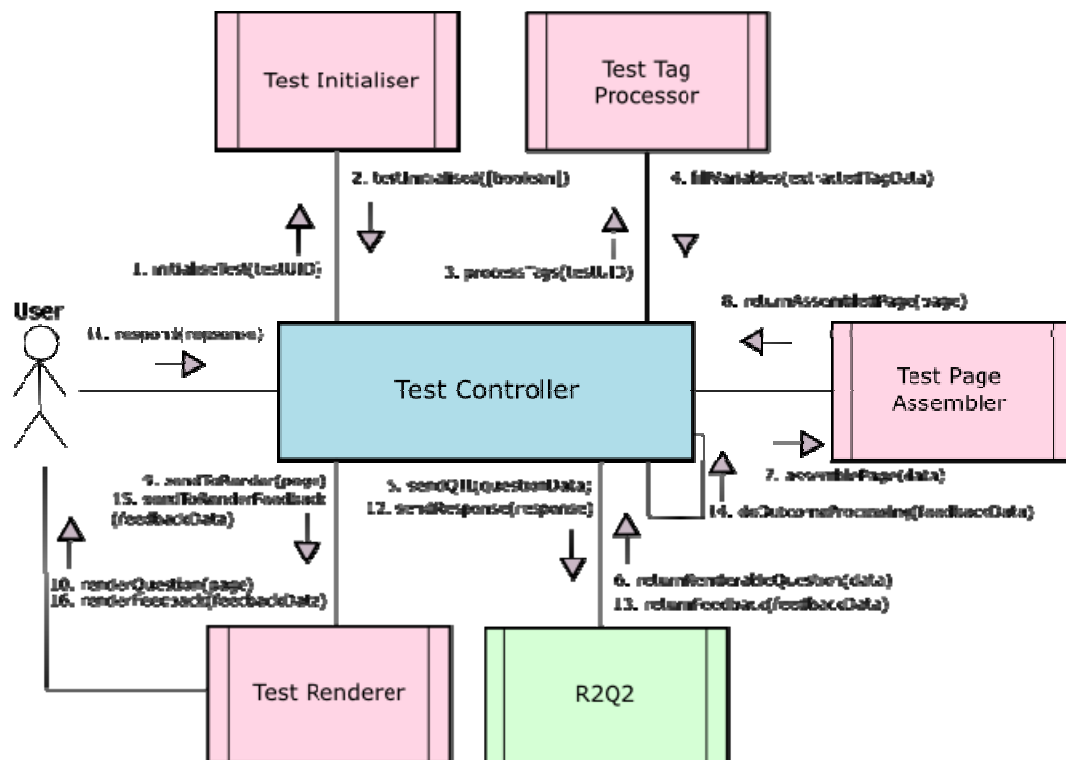 Test Initialiser
Test Tag
Processor
2. testInitialised([boolean])
4. fillVariables(extractedTagData)
1. initialiseTest(testUID)
3. processTags(testUID)
8. returnAssembledPage(page)
User
11. respond(repsonse)
Test Controller
Test Page
Assembler
9. sendToRender(page)
15. sendToRenderFeedback
(feedbackData)
5. sendQTI(questionData)
12. sendResponse(response)
7. assemblePage(data)
14. doOutcomeProcessing(feedbackData)
10. renderQuestion(page)
16. renderFeedback(feedbackData)
6. returnRenderableQuestion(data)
13. returnFeedback(feedbackData)
Test Renderer
R2Q2